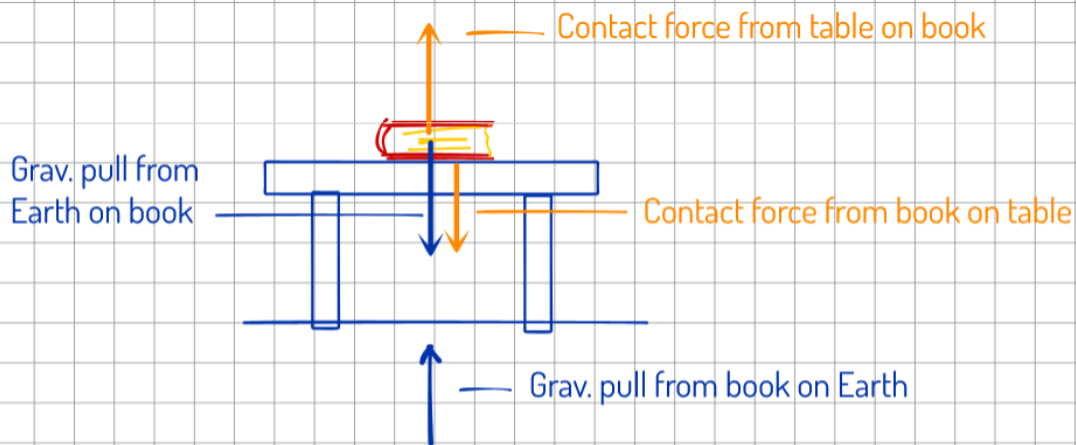 Contact force from table on book
Grav. pull from
Earth on book
Contact force from book on table
Grav. pull from book on Earth